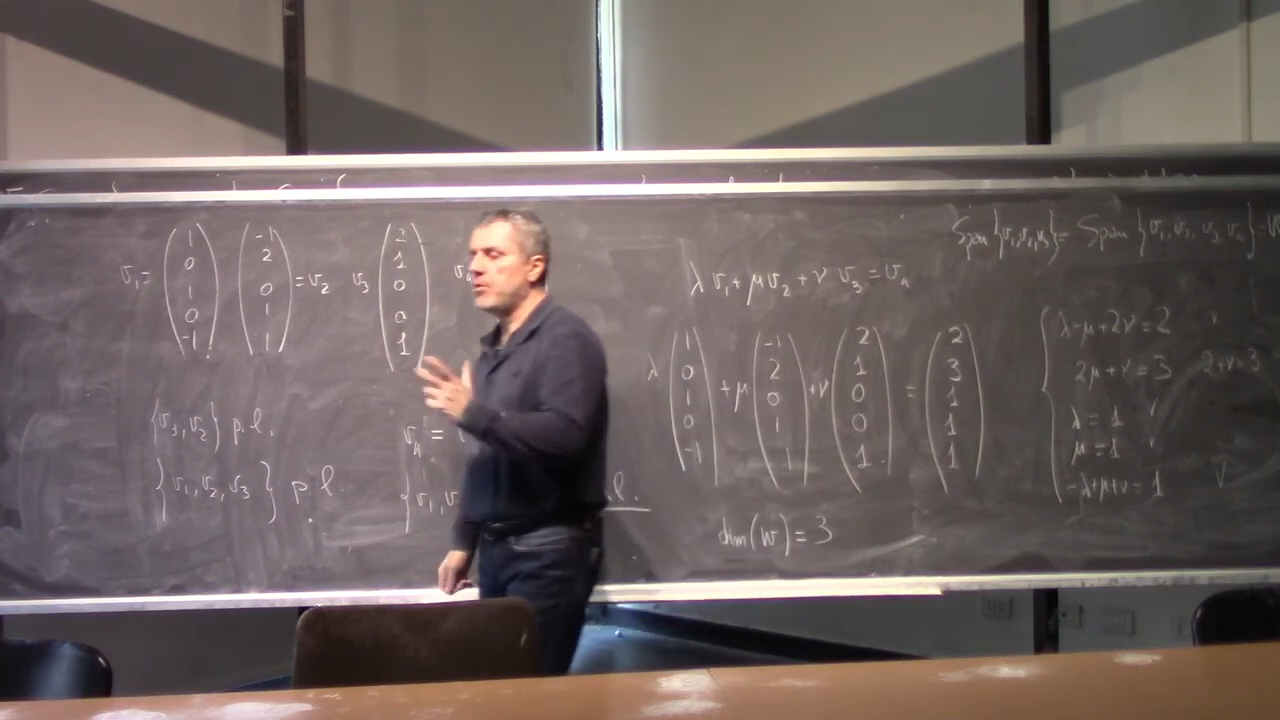 v₁ = (1 0 1 0 -1) (-1 2 0 1 1) = v₂ v₃ (2 1 0 0 1)
{v₁, v₂} p.l.
{v₁, v₂, v₃} p.l.
v₄ =
{v₁, v
λv₁ + μv₂ + νv₃ = v₄
λ (1 0 1 0 -1) + μ (-1 2 0 1 1) + ν (2 1 0 0 1) = (2 3 1 1 1)
dim(W) = 3
Span {v₁, v₂, v₃} = Span {v₁, v₂, v₃, v₄} = W
λ - μ + 2ν = 2
2μ + ν = 3 2 + ν = 3
λ = 1
μ = 1
-λ + μ + ν = 1